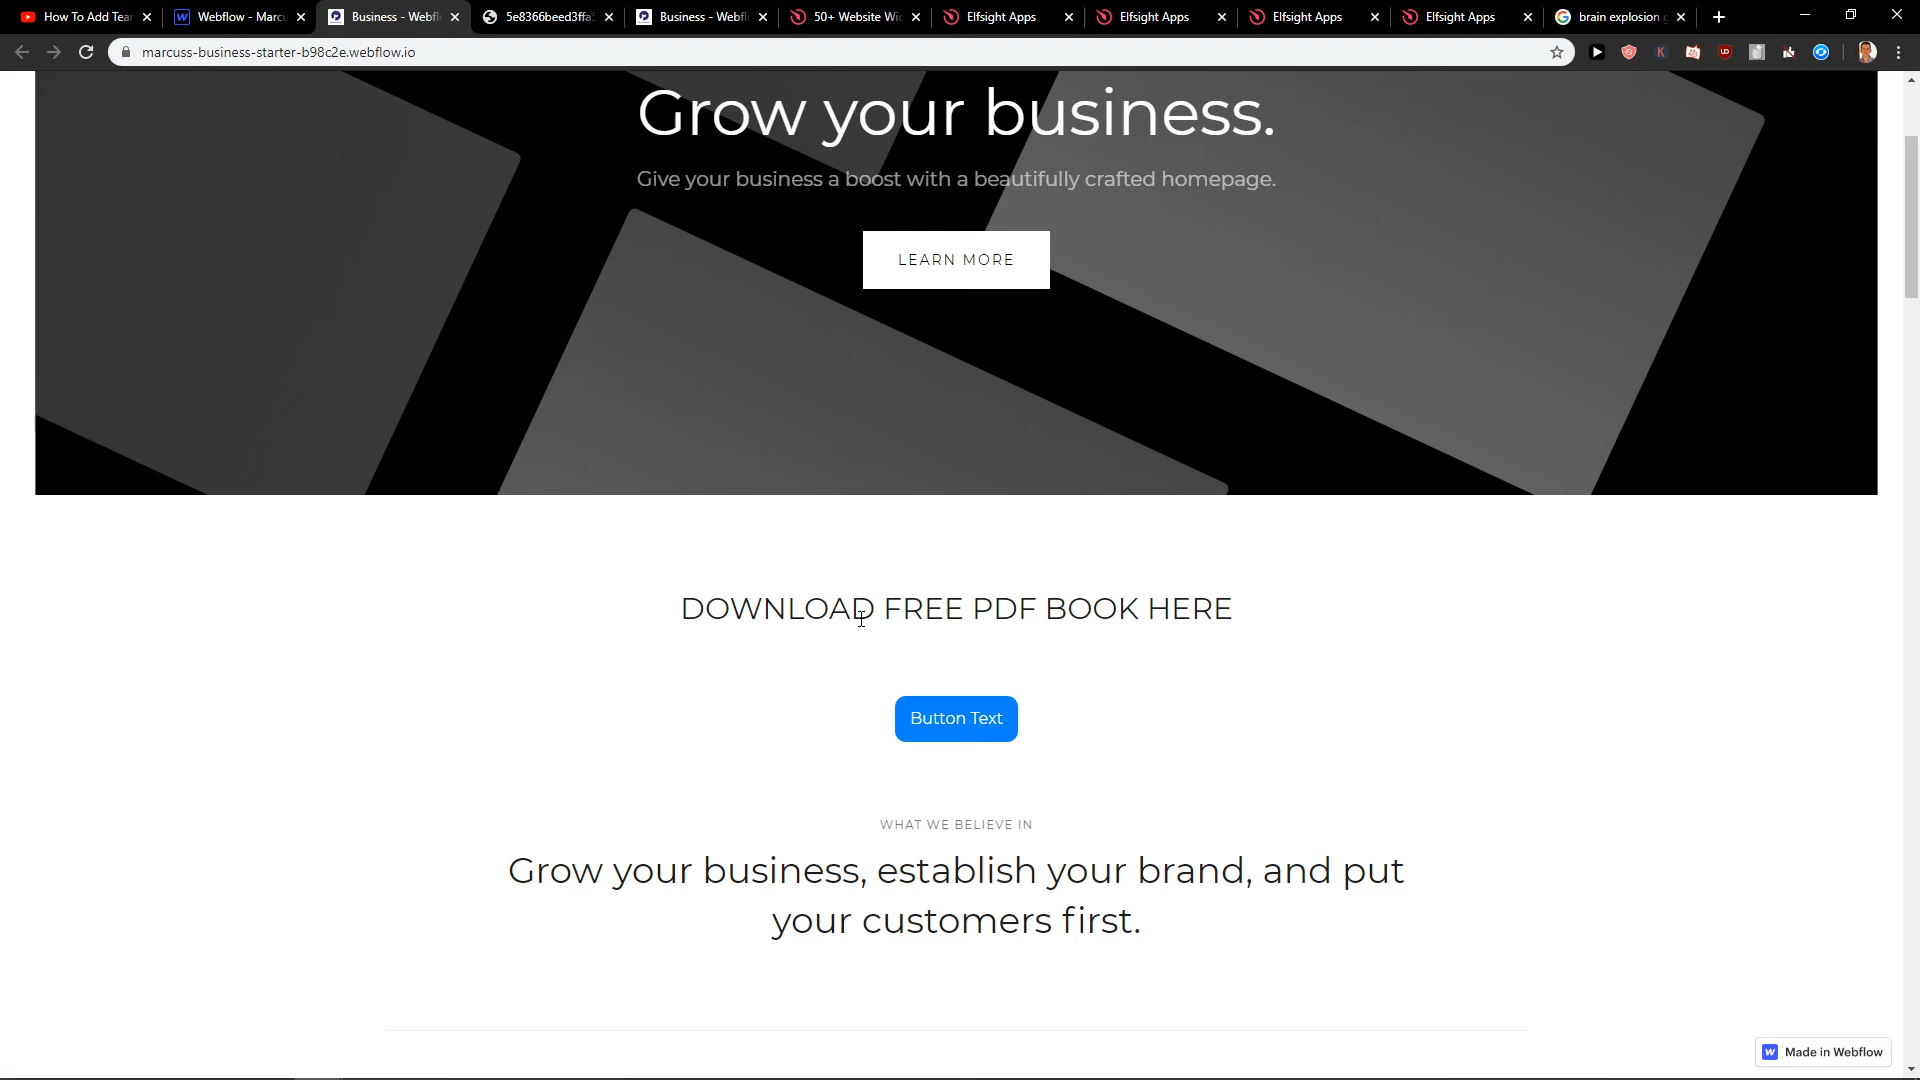 How To Add Tea
Webflow - Marcu
Business - Webfl
5e8366beed3ffa5
Business - Webfl
50+ Website Wi
Elfsight Apps
Elfsight Apps
Elfsight Apps
Elfsight Apps
brain explosion
marcuss-business-starter-b98c2e.webflow.io
Grow your business.
Give your business a boost with a beautifully crafted homepage.
LEARN MORE
DOWNLOAD FREE PDF BOOK HERE
Button Text
WHAT WE BELIEVE IN
Grow your business, establish your brand, and put
your customers first.
Made in Webflow